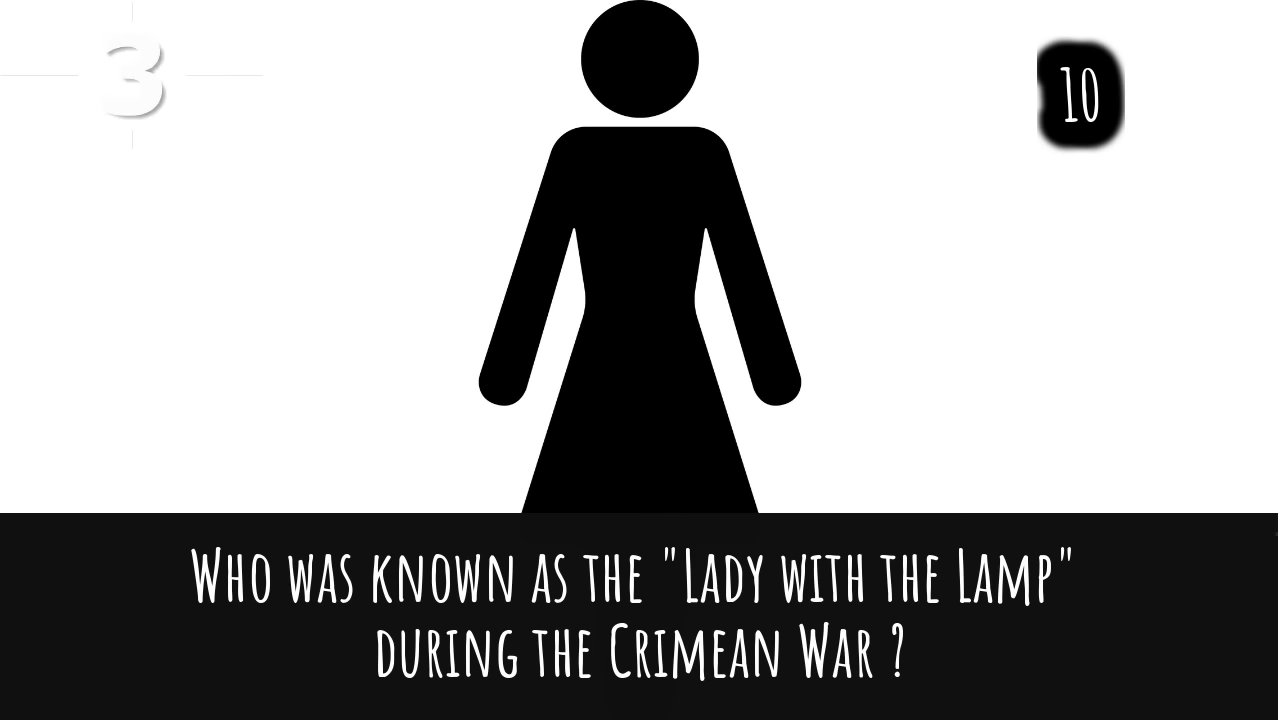 3
10
Who was known as the "Lady with the Lamp"
during the Crimean War ?